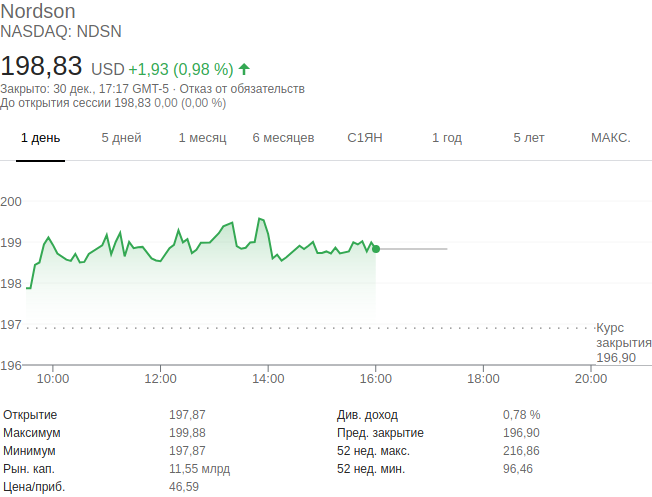 Nordson
NASDAQ: NDSN
198,83 USD +1,93 (0,98 %)
Закрыто: 30 дек., 17:17 GMT-5 · Отказ от обязательств
До открытия сессии 198,83 0,00 (0,00 %)
1 день 5 дней 1 месяц 6 месяцев С1ЯН 1 год 5 лет МАКС.
200
199
198
197
196
Курс
закрытия
196,90
10:00 12:00 14:00 16:00 18:00 20:00
Открытие 197,87 Див. доход 0,78 %
Максимум 199,88 Пред. закрытие 196,90
Минимум 197,87 52 нед. макс. 216,86
Рын. кап. 11,55 млрд 52 нед. мин. 96,46
Цена/приб. 46,59